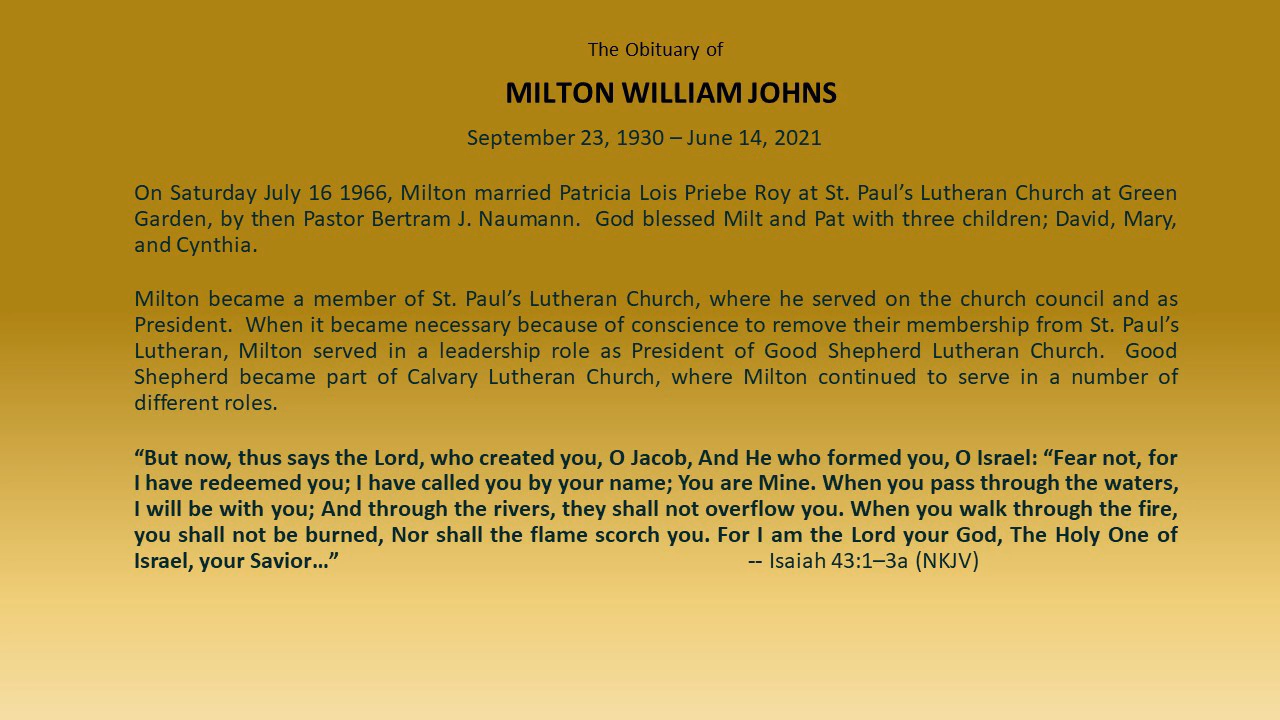 The Obituary of
MILTON WILLIAM JOHNS
September 23, 1930 – June 14, 2021
On Saturday July 16 1966, Milton married Patricia Lois Priebe Roy at St. Paul’s Lutheran Church at Green
Garden, by then Pastor Bertram J. Naumann.  God blessed Milt and Pat with three children; David, Mary,
and Cynthia.
Milton became a member of St. Paul’s Lutheran Church, where he served on the church council and as
President.  When it became necessary because of conscience to remove their membership from St. Paul’s
Lutheran, Milton served in a leadership role as President of Good Shepherd Lutheran Church.  Good
Shepherd became part of Calvary Lutheran Church, where Milton continued to serve in a number of
different roles.
“But now, thus says the Lord, who created you, O Jacob, And He who formed you, O Israel: “Fear not, for
I have redeemed you; I have called you by your name; You are Mine. When you pass through the waters,
I will be with you; And through the rivers, they shall not overflow you. When you walk through the fire,
you shall not be burned, Nor shall the flame scorch you. For I am the Lord your God, The Holy One of
Israel, your Savior…” -- Isaiah 43:1–3a (NKJV)